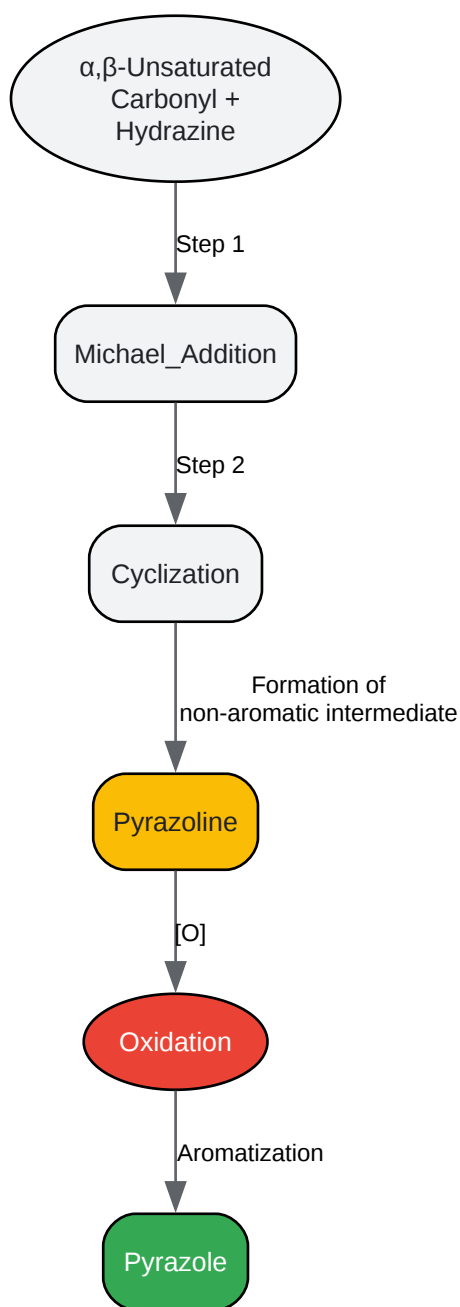 α,β-Unsaturated
Carbonyl +
Hydrazine
Step 1
Michael_Addition
Step 2
Cyclization
Formation of
non-aromatic intermediate
Pyrazoline
[O]
Oxidation
Aromatization
Pyrazole